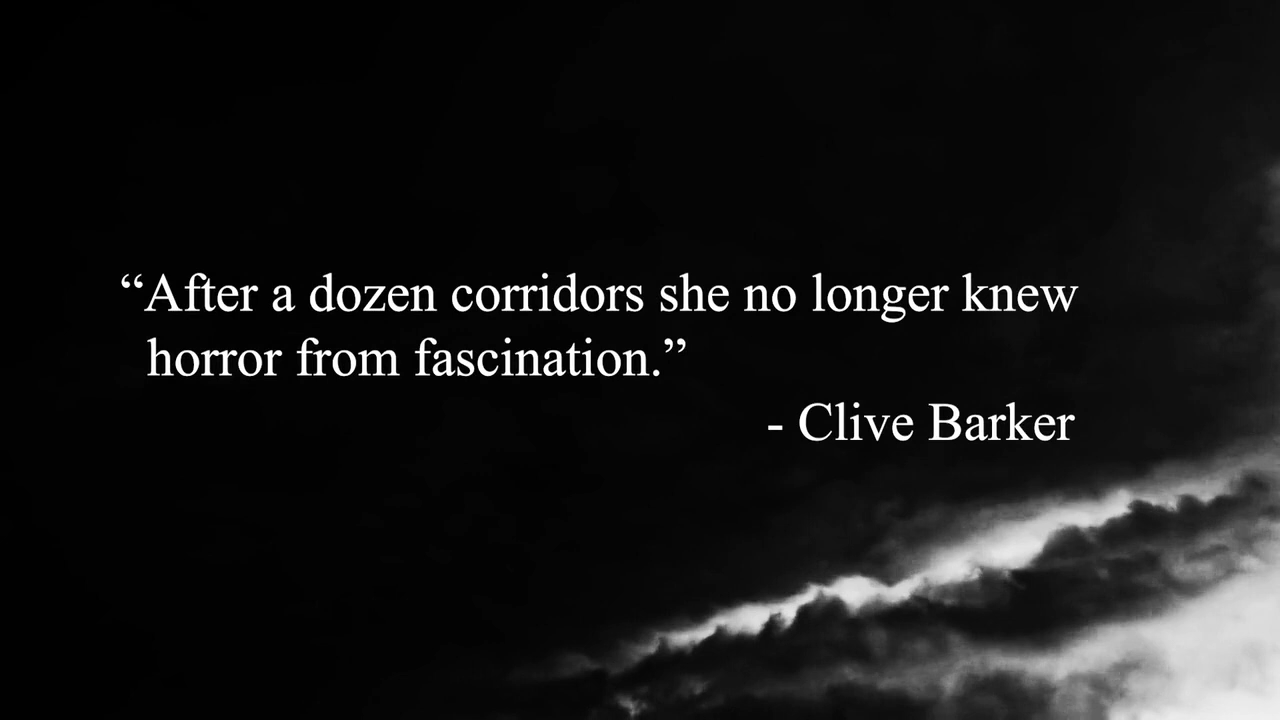 “After a dozen corridors she no longer knew
horror from fascination.”
- Clive Barker